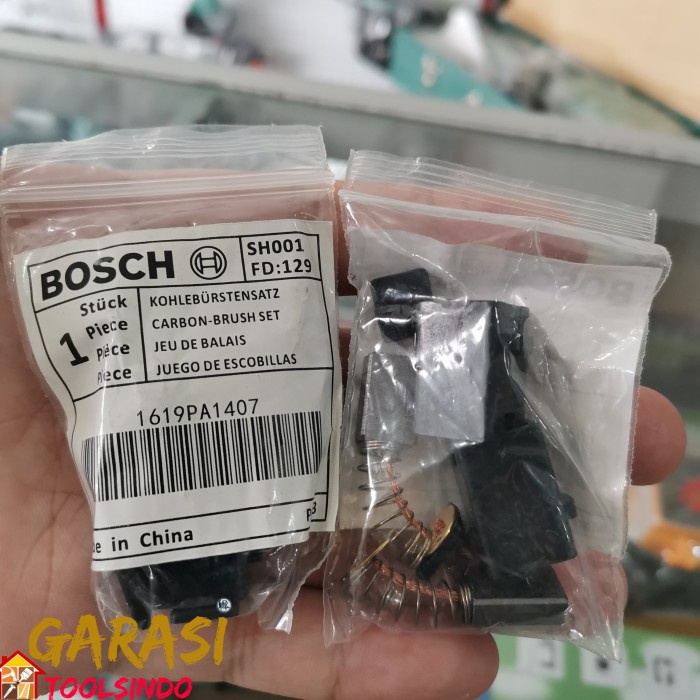 BOSCH
SH001
FD:129
1
Stück
Piece
Pièce
KOHLEBÜRSTENSATZ
CARBON-BRUSH SET
JEU DE BALAIS
JUEGO DE ESCOBILLAS
1619PA1407
in China
GARASI
TOOLSINDO